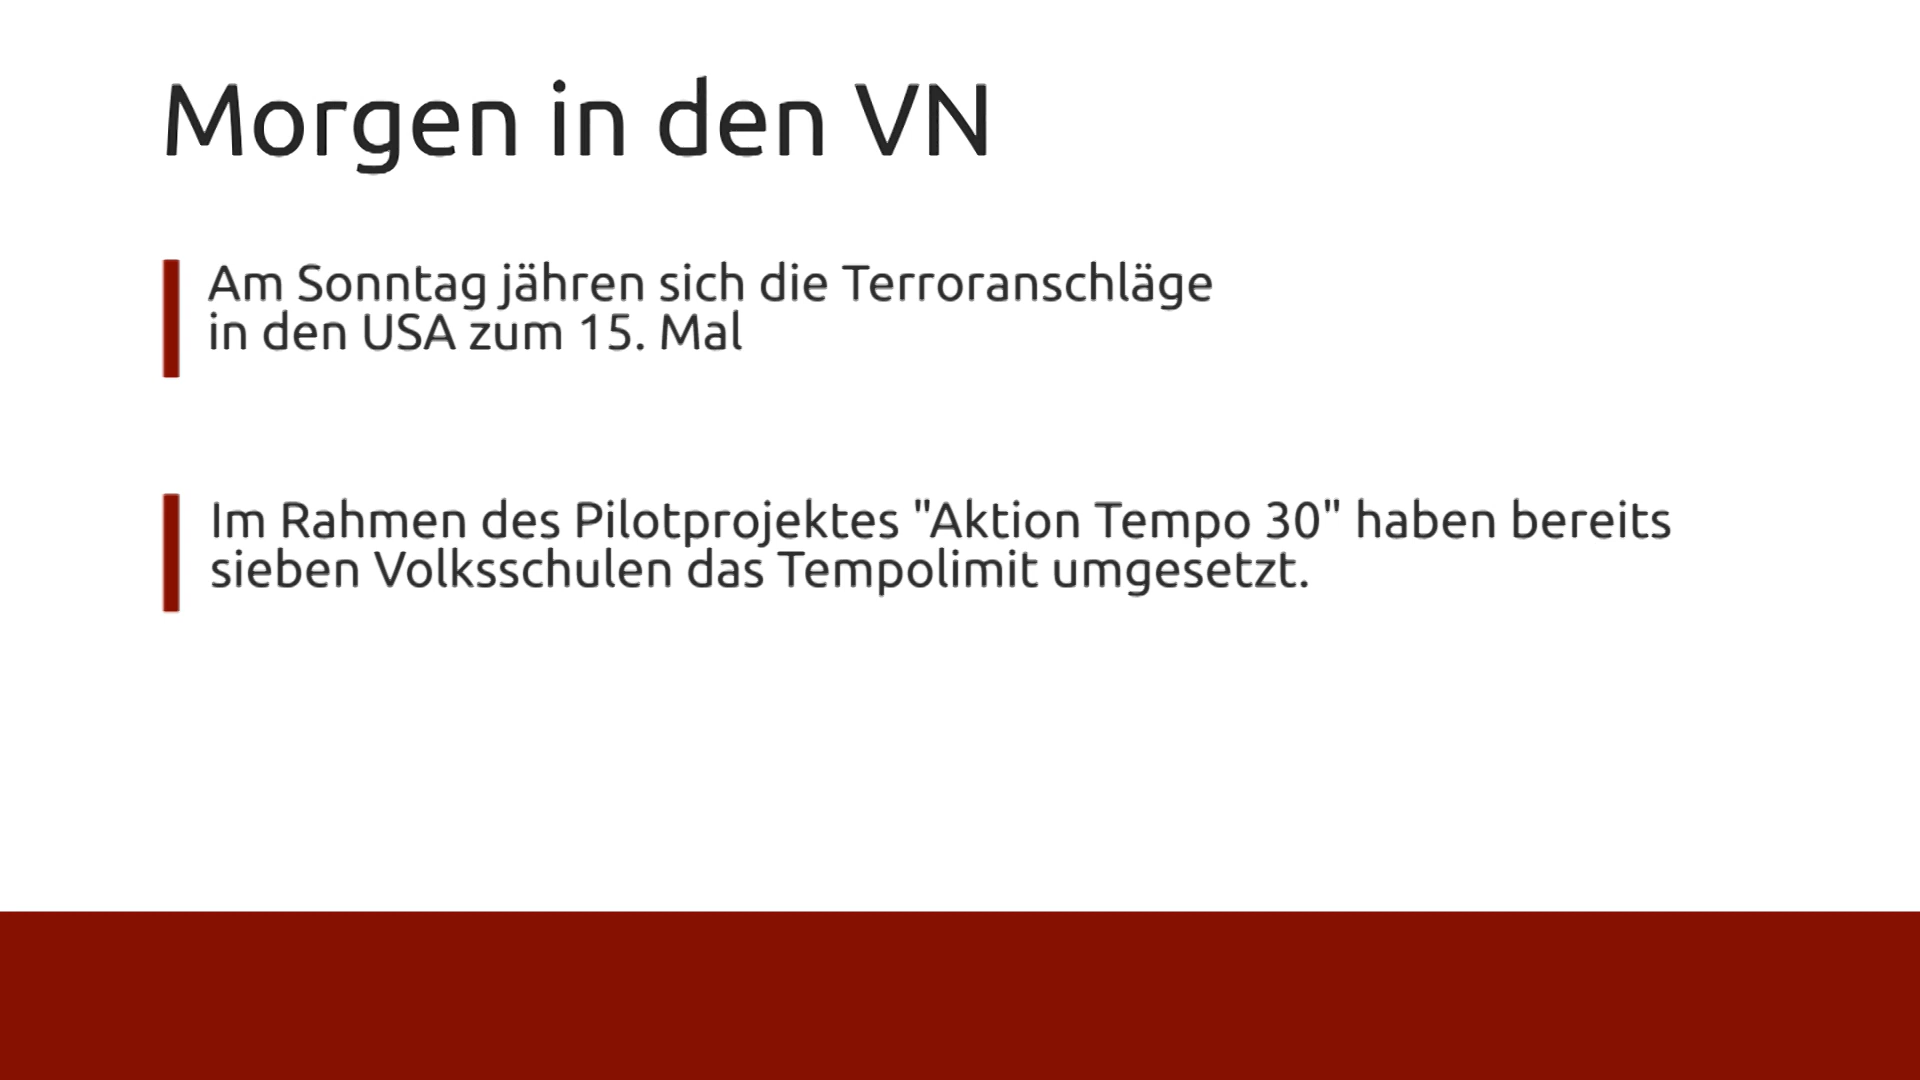 Morgen in den VN
Am Sonntag jähren sich die Terroranschläge
in den USA zum 15. Mal
Im Rahmen des Pilotprojektes "Aktion Tempo 30" haben bereits
sieben Volksschulen das Tempolimit umgesetzt.